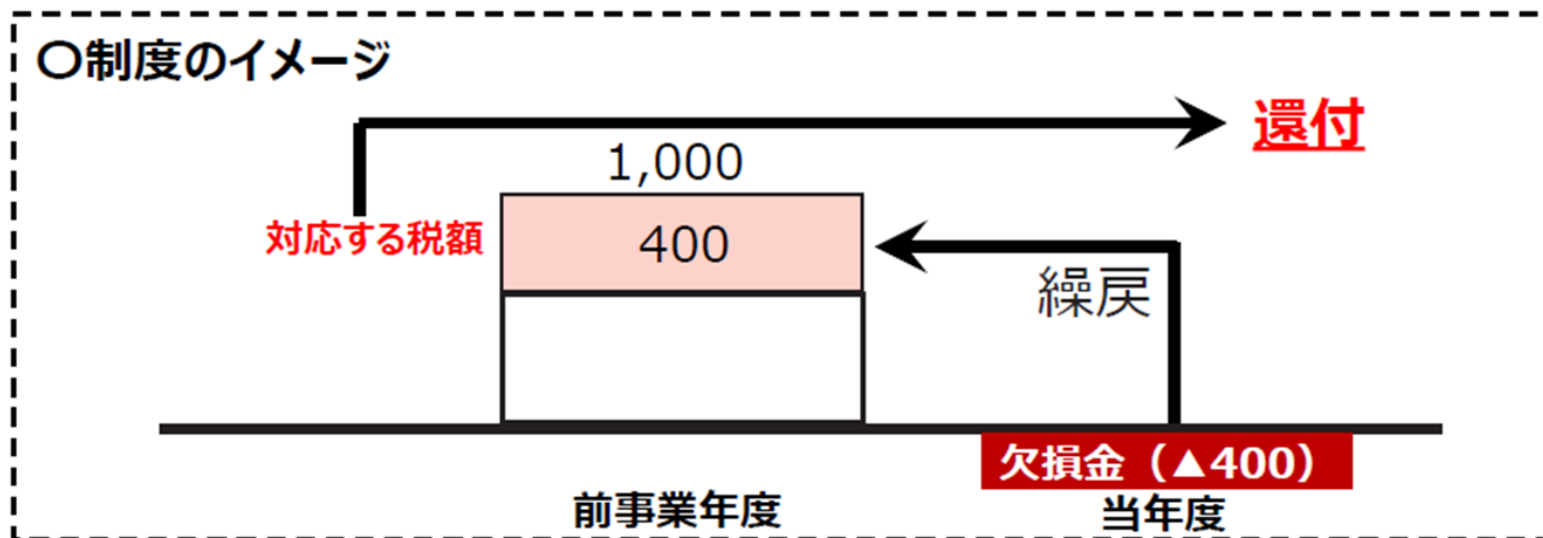 〇制度のイメージ
還付
1,000
対応する税額
400
繰戻
欠損金（▲400）
前事業年度
当年度